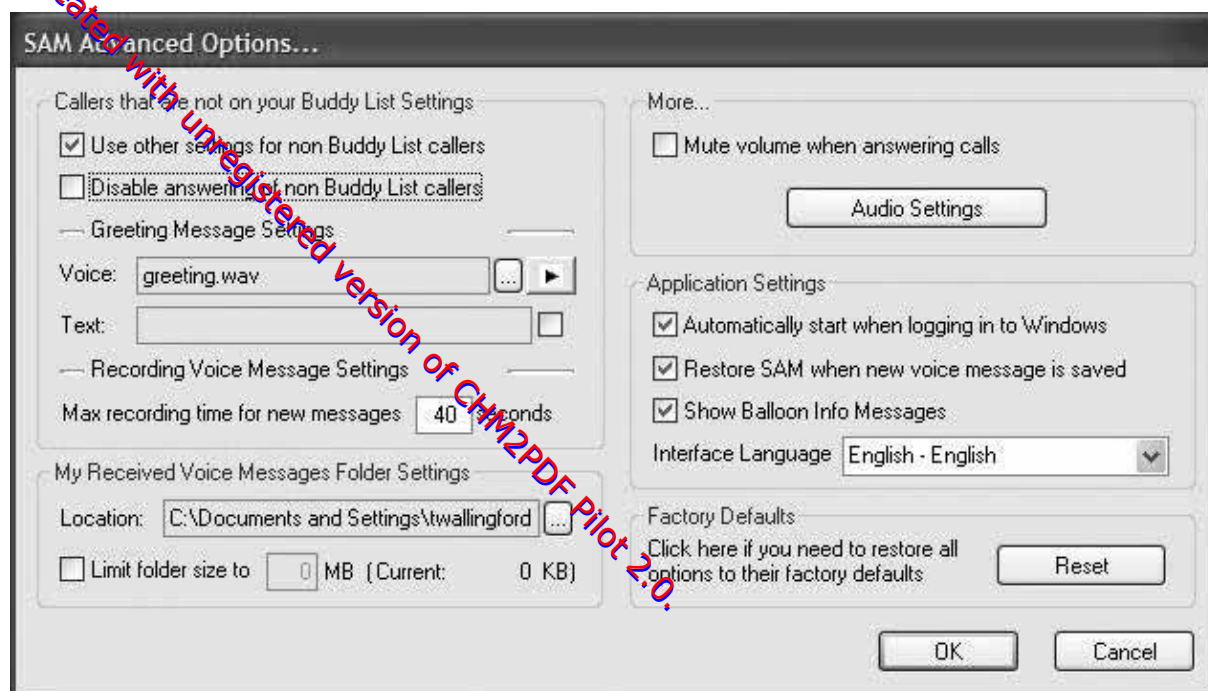 SAM Advanced Options...
Callers that are not on your Buddy List Settings
Use other settings for non Buddy List callers
Disable answering of non Buddy List callers
Greeting Message Settings
Voice: greeting.wav ...
Text:
Recording Voice Message Settings
Max recording time for new messages 40 seconds
My Received Voice Messages Folder Settings
Location: C:\Documents and Settings\twallingford ...
Limit folder size to 0 MB (Current: 0 KB)
More...
Mute volume when answering calls
Audio Settings
Application Settings
Automatically start when logging in to Windows
Restore SAM when new voice message is saved
Show Balloon Info Messages
Interface Language English - English
Factory Defaults
Click here if you need to restore all
options to their factory defaults
Reset
OK Cancel
with unregistered version of CHM2PDF Pilot 2.0.